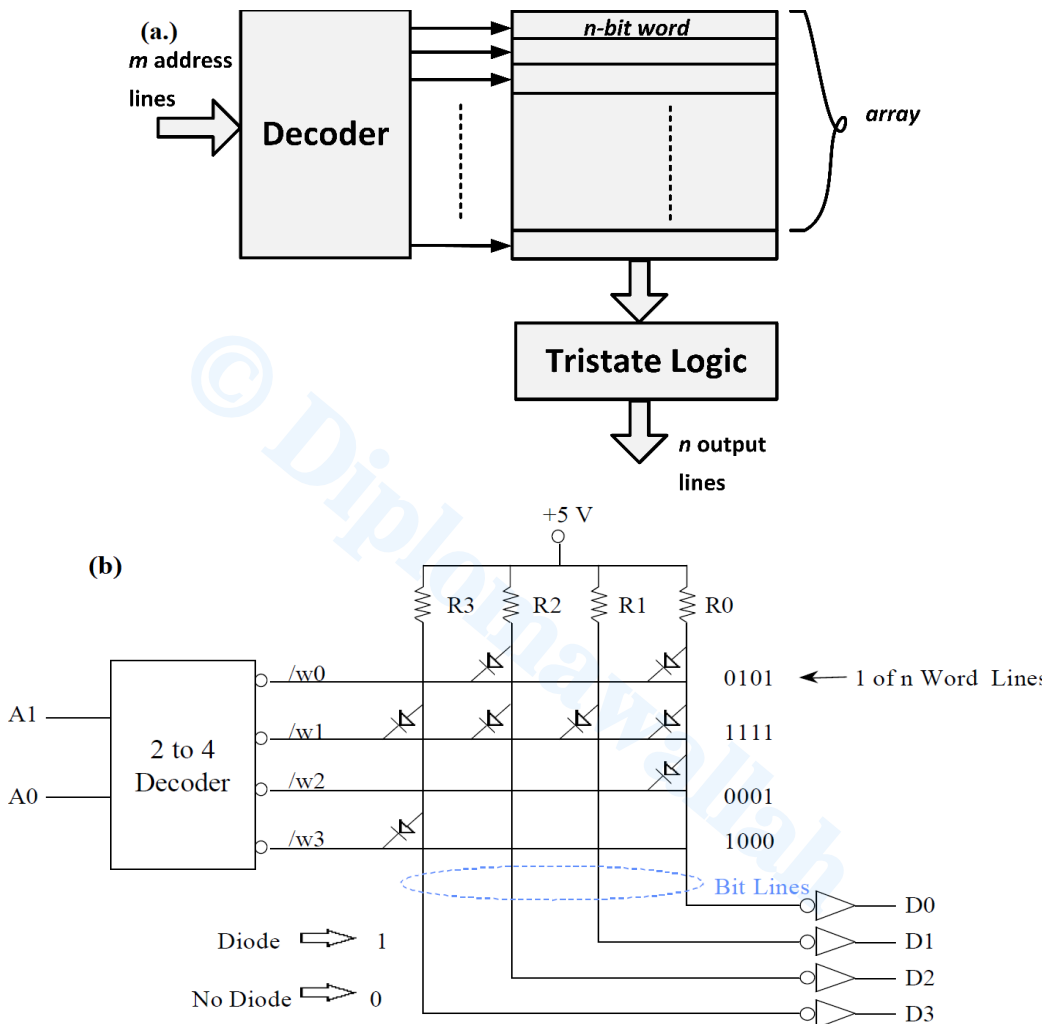 (a.)
m address
lines
Decoder
n-bit word
array
Tristate Logic
n output
lines
© Diplomawallah
(b)
+5 V
R3
R2
R1
R0
A1
A0
2 to 4
Decoder
/w0
/w1
/w2
/w3
0101
1 of n Word Lines
1111
0001
1000
Bit Lines
Diode
1
No Diode
0
D0
D1
D2
D3